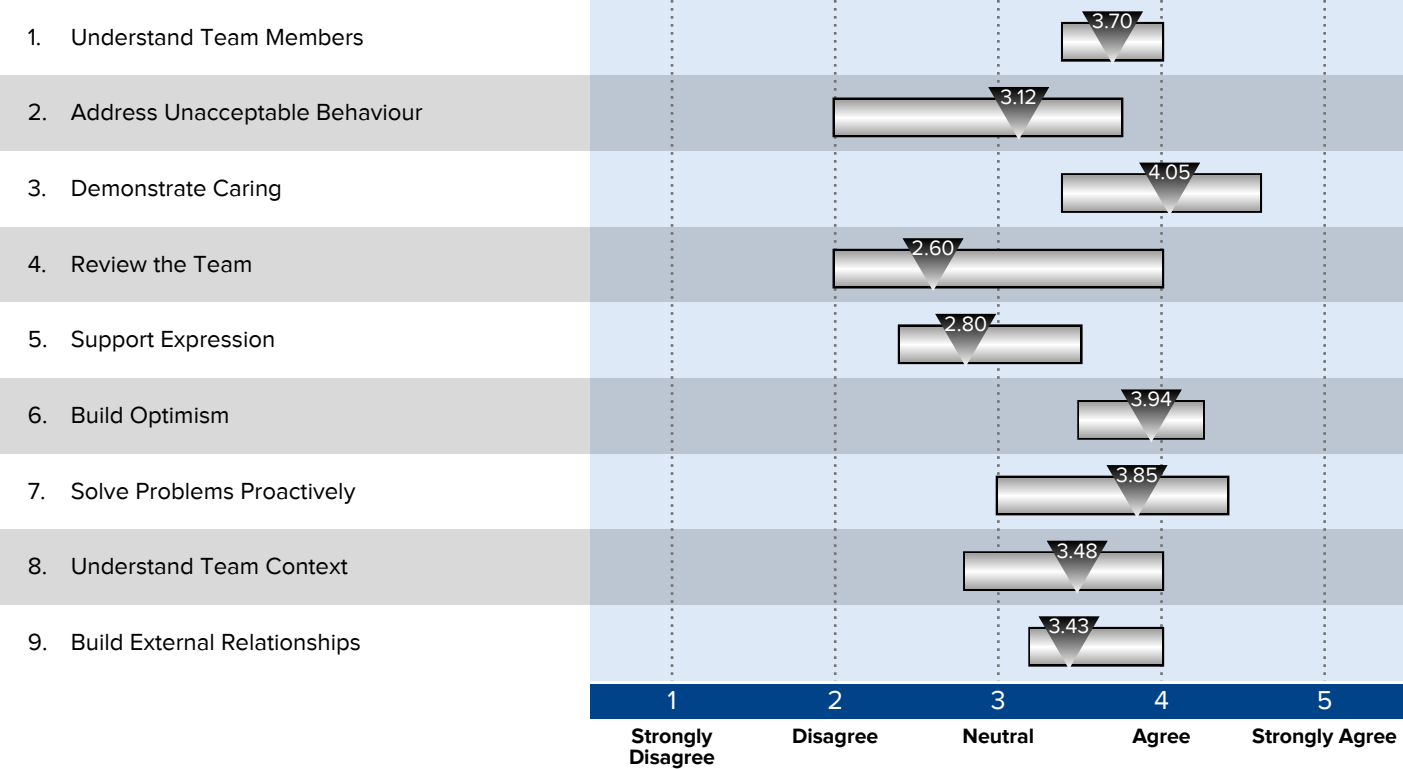 1. Understand Team Members 3.70
2. Address Unacceptable Behaviour 3.12
3. Demonstrate Caring 4.05
4. Review the Team 2.60
5. Support Expression 2.80
6. Build Optimism 3.94
7. Solve Problems Proactively 3.85
8. Understand Team Context 3.48
9. Build External Relationships 3.43
1 2 3 4 5
Strongly Disagree Neutral Agree Strongly Agree
Disagree